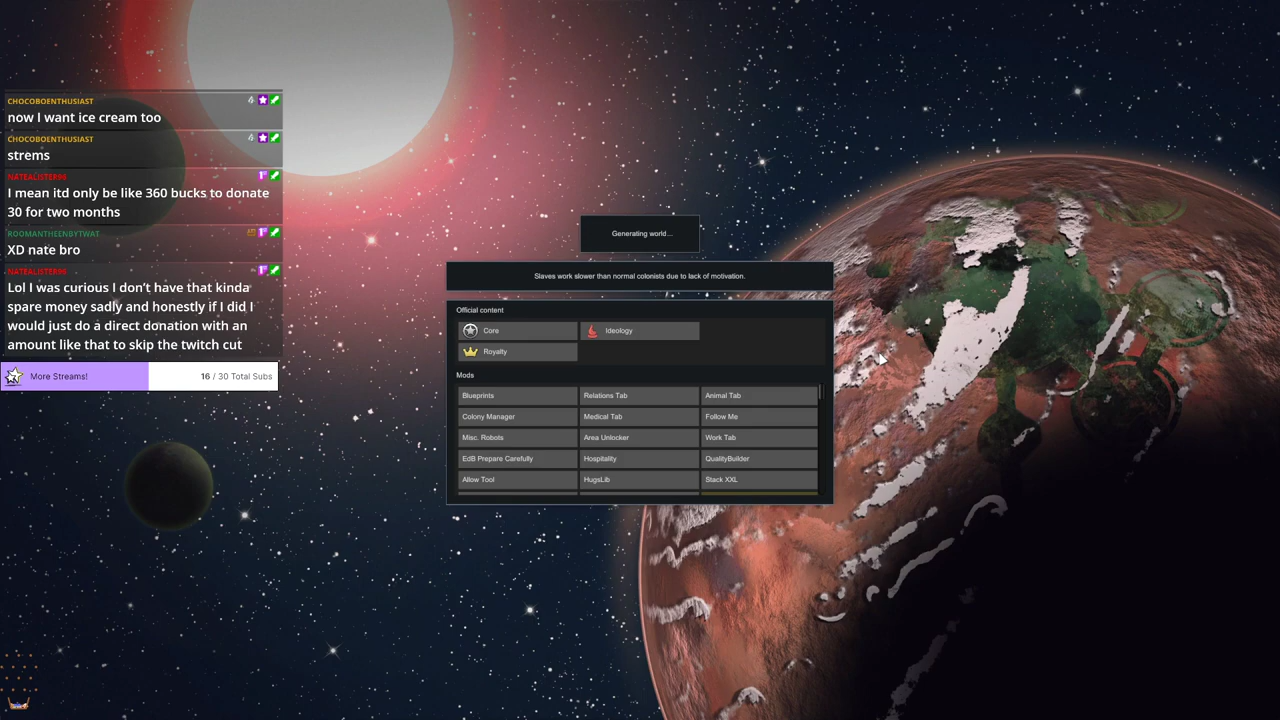 CHOCOBOENTHUSIAST
4
now I want ice cream too
CHOCOBOENTHUSIAST
4
strems
NATEALISTER96
I mean itd only be like 360 bucks to donate
30 for two months
ROOMANTHEENBYTWAT
XD nate bro
NATEALISTER96
Lol I was curious I don't have that kinda
spare money sadly and honestly if I did I
would just do a direct donation with an
amount like that to skip the twitch cut
More Streams!
16 / 30 Total Subs
Generating world...
Slaves work slower than normal colonists due to lack of motivation.
Official content
Core
Ideology
Royalty
Mods
Blueprints
Relations Tab
Animal Tab
Colony Manager
Medical Tab
Follow Me
Misc. Robots
Area Unlocker
Work Tab
EdB Prepare Carefully
Hospitality
QualityBuilder
Allow Tool
HugsLib
Stack XXL